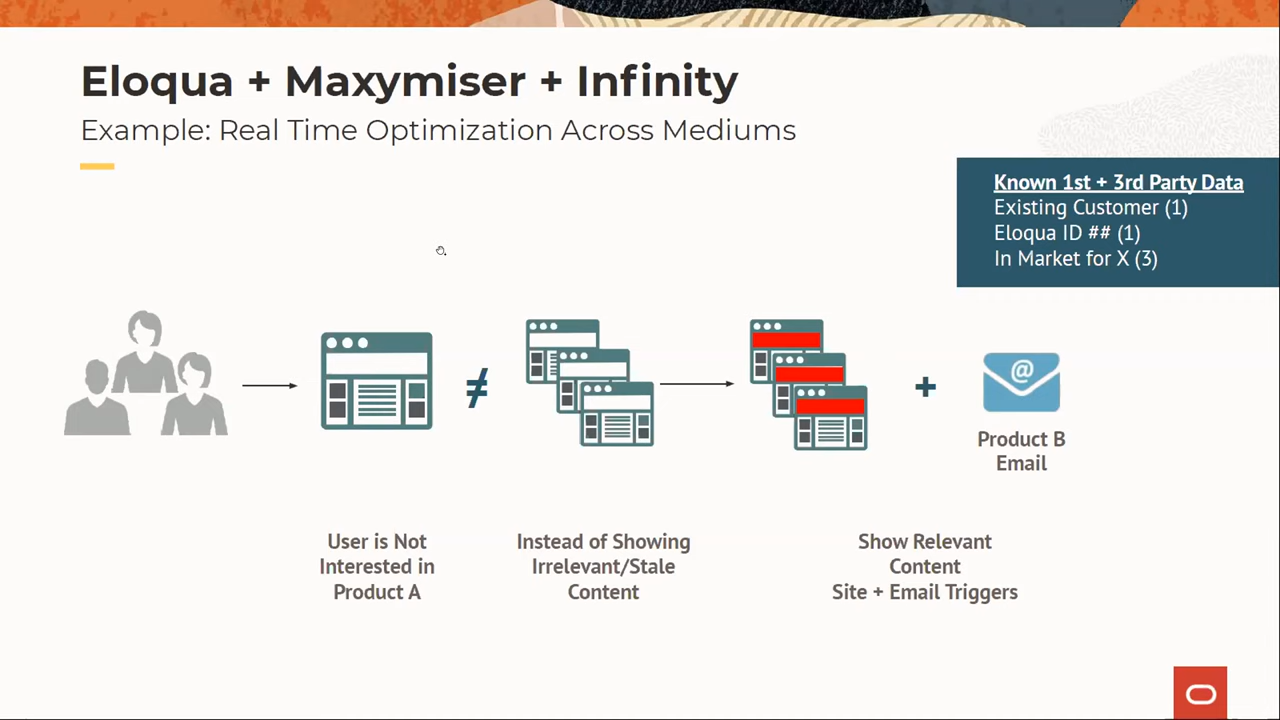 Eloqua + Maxymiser + Infinity
Example: Real Time Optimization Across Mediums
Known 1st + 3rd Party Data
Existing Customer (1)
Eloqua ID ## (1)
In Market for X (3)
≠
+
@
Product B
Email
User is Not
Interested in
Product A
Instead of Showing
Irrelevant/Stale
Content
Show Relevant
Content
Site + Email Triggers